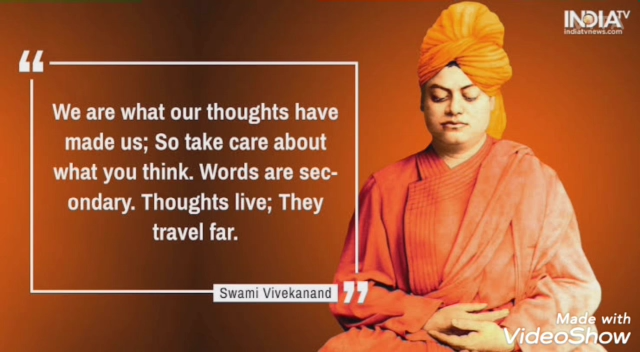 INDIA TV
indiatvnews.com
“
We are what our thoughts have
made us; So take care about
what you think. Words are sec-
ondary. Thoughts live; They
travel far.
Swami Vivekanand
”
Made with
VideoShow